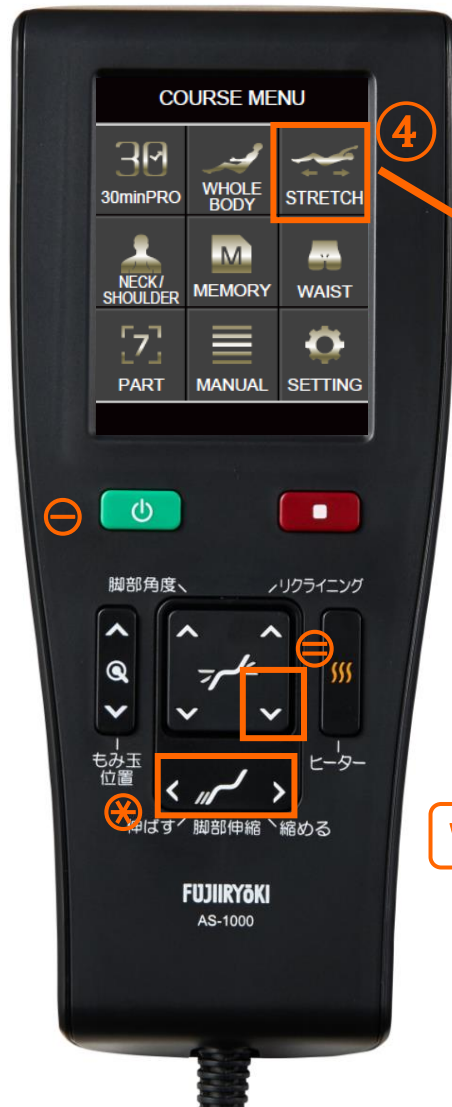 COURSE MENU
④
30minPRO
WHOLE
BODY
STRETCH
NECK/
SHOULDER
M
MEMORY
WAIST
7
PART
MANUAL
SETTING
脚部角度
リクライニング
もみ玉
位置
ヒーター
伸ばす 脚部伸縮 縮める
FUJIIRYōKI
AS-1000